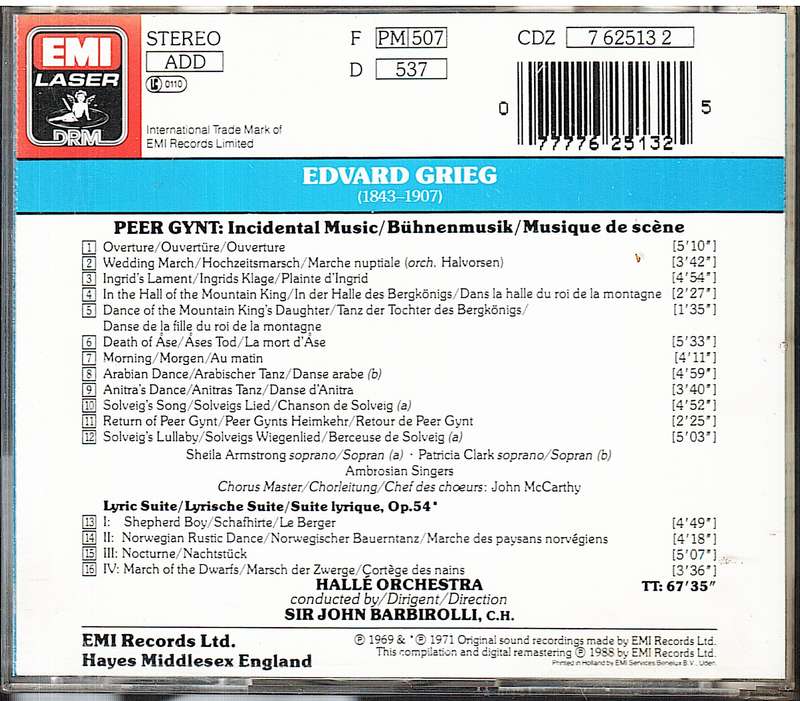 EMI
LASER
DRM
STEREO
ADD
0110
International Trade Mark of
EMI Records Limited
F PM 507
D 537
CDZ 7 62513 2
0 77776 25132 5
EDVARD GRIEG
(1843–1907)
PEER GYNT: Incidental Music/Bühnenmusik/Musique de scène
1 Overture/Ouvertüre/Ouverture [5'10"]
2 Wedding March/Hochzeitsmarsch/Marche nuptiale (orch. Halvorsen) [3'42"]
3 Ingrid's Lament/Ingrids Klage/Plainte d'Ingrid [4'54"]
4 In the Hall of the Mountain King/In der Halle des Bergkönigs/Dans la halle du roi de la montagne [2'27"]
5 Dance of the Mountain King's Daughter/Tanz der Tochter des Bergkönigs/ [1'35"]
Danse de la fille du roi de la montagne
6 Death of Åse/Åses Tod/La mort d'Åse [5'33"]
7 Morning/Morgen/Au matin [4'11"]
8 Arabian Dance/Arabischer Tanz/Danse arabe (b) [4'59"]
9 Anitra's Dance/Anitras Tanz/Danse d'Anitra [3'40"]
10 Solveig's Song/Solveigs Lied/Chanson de Solveig (a) [4'52"]
11 Return of Peer Gynt/Peer Gynts Heimkehr/Retour de Peer Gynt [2'25"]
12 Solveig's Lullaby/Solveigs Wiegenlied/Berceuse de Solveig (a) [5'03"]
Sheila Armstrong soprano/Sopran (a) · Patricia Clark soprano/Sopran (b)
Ambrosian Singers
Chorus Master/Chorleitung/Chef des chœurs: John McCarthy
Lyric Suite/Lyrische Suite/Suite lyrique, Op.54*
13 I: Shepherd Boy/Schafhirte/Le Berger [4'49"]
14 II: Norwegian Rustic Dance/Norwegischer Bauerntanz/Marche des paysans norvégiens [4'18"]
15 III: Nocturne/Nachtstück [5'07"]
16 IV: March of the Dwarfs/Marsch der Zwerge/Cortège des nains [3'36"]
HALLÉ ORCHESTRA TT: 67'35"
conducted by/Dirigent/Direction
SIR JOHN BARBIROLLI, C.H.
EMI Records Ltd.
Hayes Middlesex England
℗ 1969 & *℗ 1971 Original sound recordings made by EMI Records Ltd.
This compilation and digital remastering ℗ 1988 by EMI Records Ltd.
Printed in Holland by EMI Services Benelux B.V., Uden.